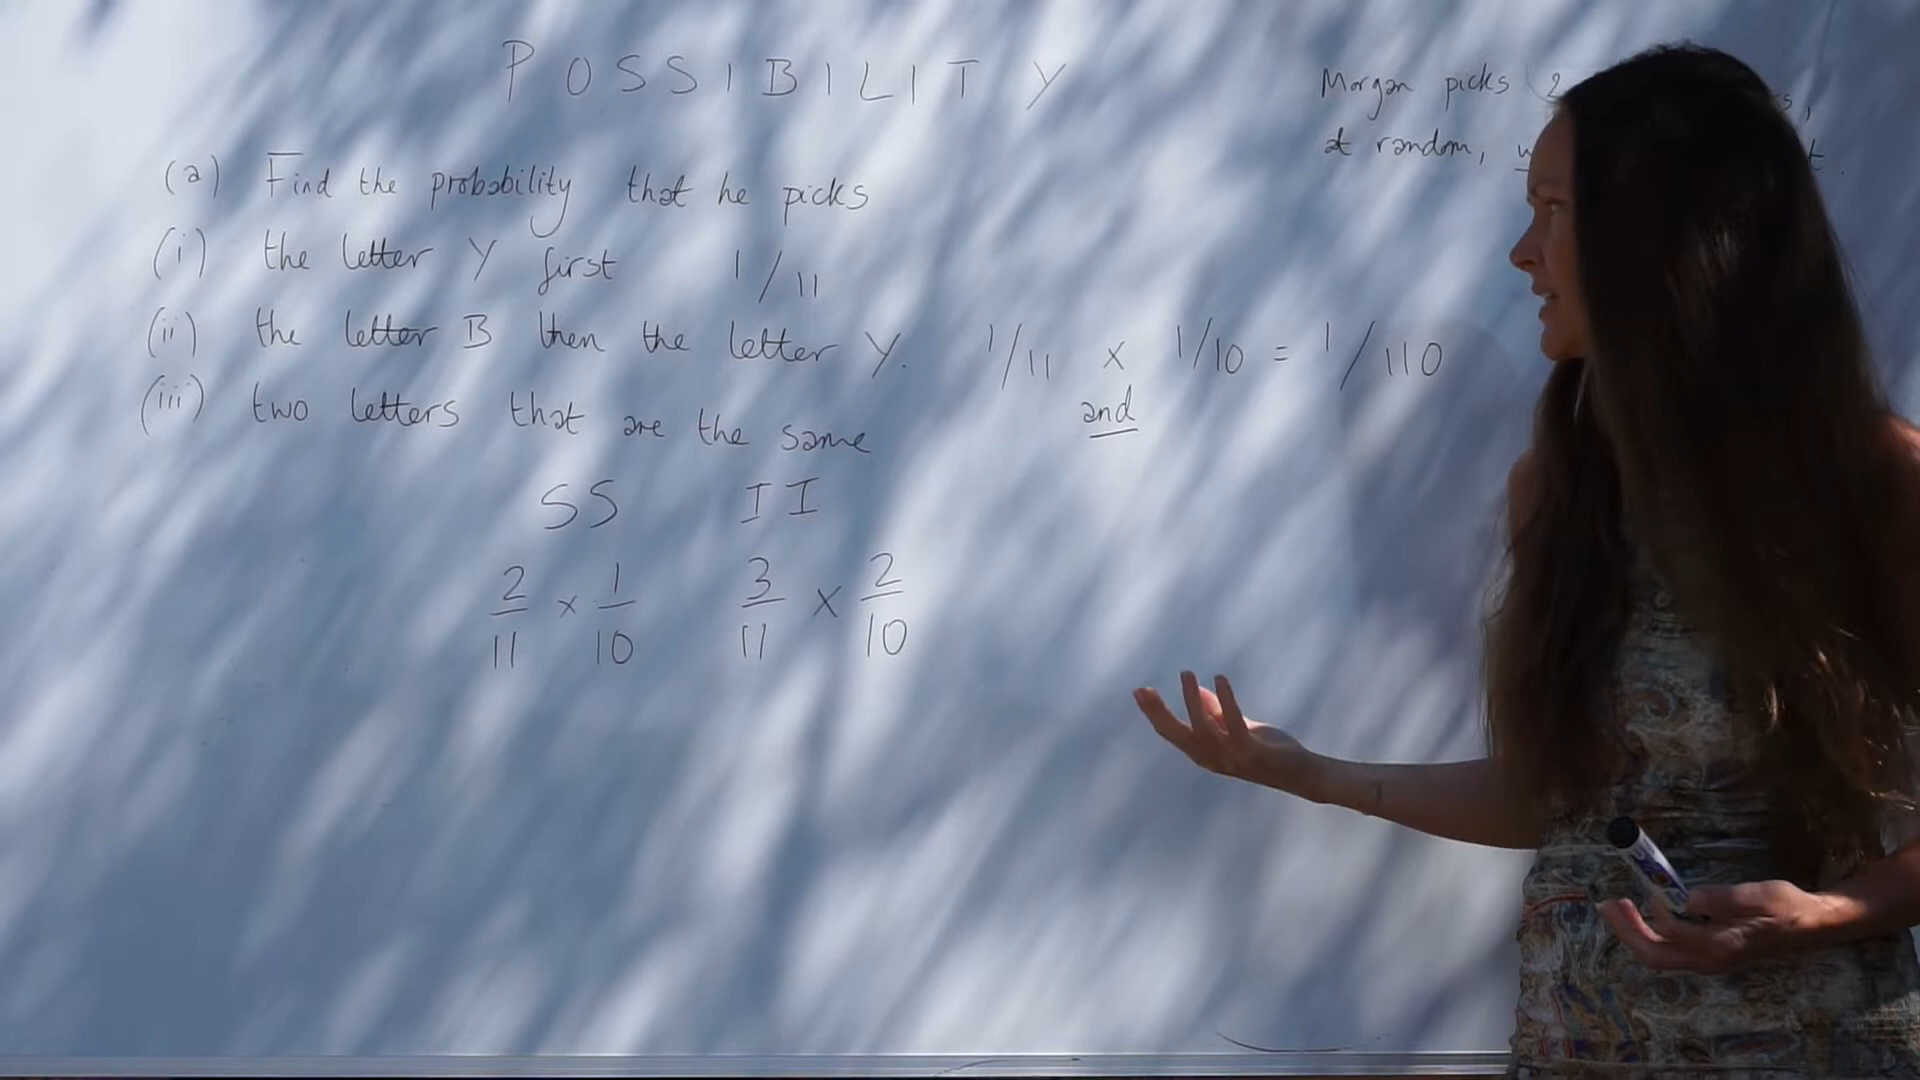 POSSIBILITY
Morgan picks 2
at random,
(a) Find the probability that he picks
(i) the letter Y first 1/11
(ii) the letter B then the letter Y. 1/11 x 1/10 = 1/110
and
(iii) two letters that are the same
SS II
2/11 x 1/10 3/11 x 2/10